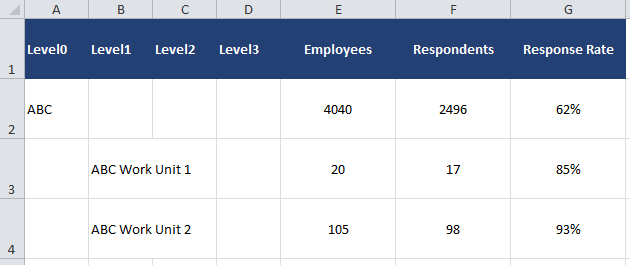 A B C D E F G
1 Level0 Level1 Level2 Level3 Employees Respondents Response Rate
2 ABC 4040 2496 62%
3 ABC Work Unit 1 20 17 85%
4 ABC Work Unit 2 105 98 93%